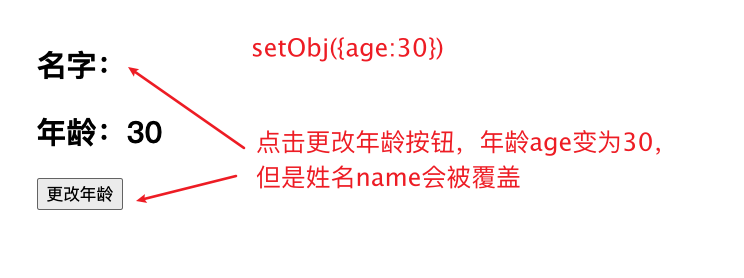 setObj({age:30})
名字：
年龄：30
点击更改年龄按钮，年龄age变为30，
但是姓名name会被覆盖
更改年龄